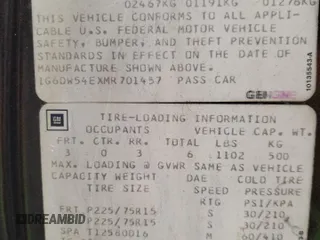 02467KG 01191KG 01276KG
THIS VEHICLE CONFORMS TO ALL APPLI-
CABLE U.S. FEDERAL MOTOR VEHICLE
SAFETY, BUMPER, AND THEFT PREVENTION
STANDARDS IN EFFECT ON THE DATE OF
MANUFACTURE SHOWN ABOVE.
1G6DW54EXMR701457 PASS CAR
10135543-A
GM
TIRE-LOADING INFORMATION
OCCUPANTS VEHICLE CAP. WT.
FRT. CTR. RR. TOTAL LBS KG
3 0 3 6 1102 500
MAX. LOADING @ GVWR SAME AS VEHICLE
CAPACITY WEIGHT DAE COLD TIRE
TIRE SIZE SPEED PRESSURE
RTG PSI/KPA
FRT P225/75R15 S 30/210
RR P225/75R15 S 30/210
SPA T12580D16 M 60/410
DREAMBID